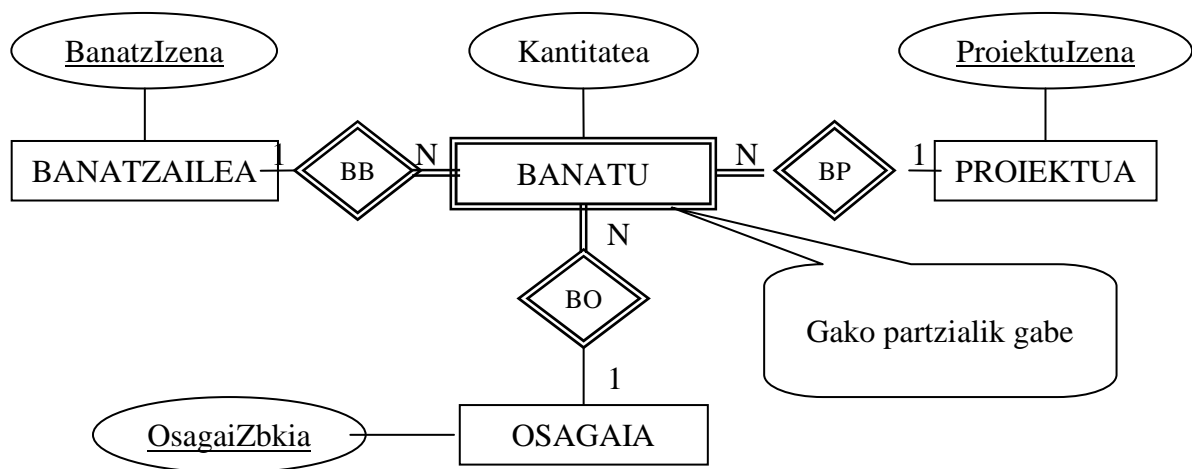 BanatzIzena
Kantitatea
ProiektuIzena
BANATZAILEA
1
BB
N
BANATU
N
BP
1
PROIEKTUA
N
BO
Gako partzialik gabe
1
OsagaiZbkia
OSAGAIA